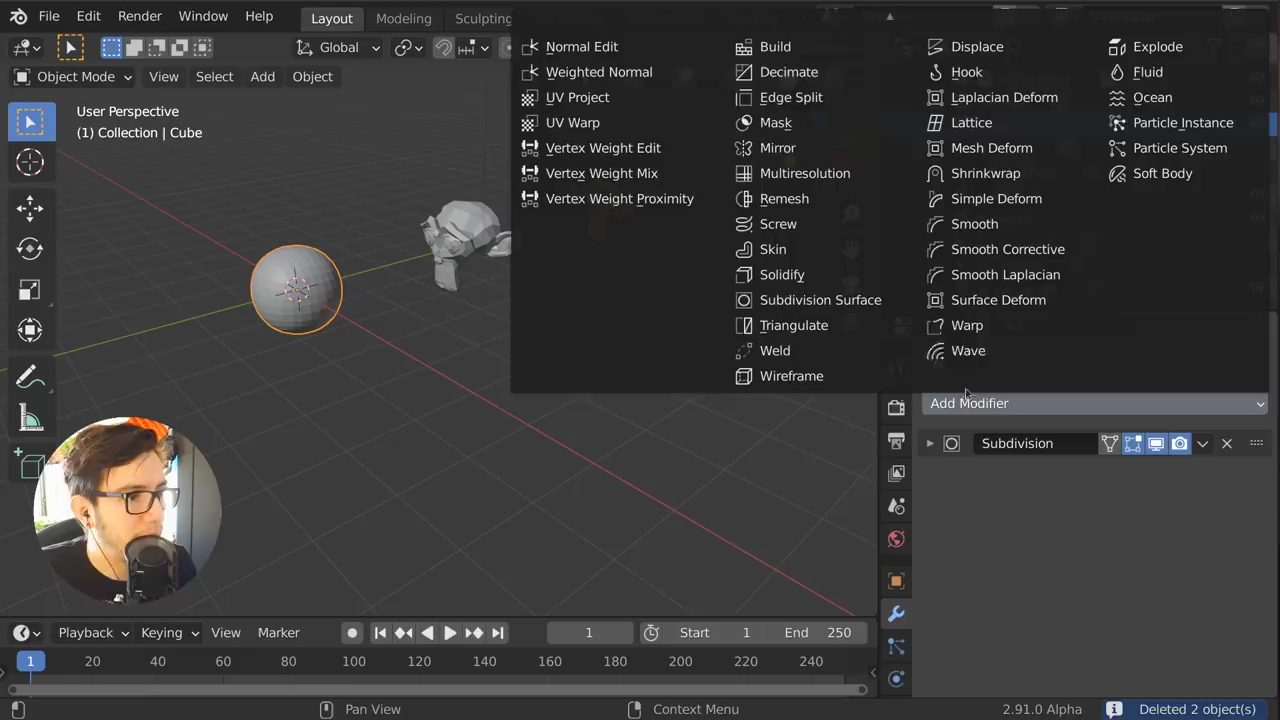 File Edit Render Window Help Layout Modeling Sculpting
Global
Object Mode View Select Add Object
User Perspective
(1) Collection | Cube
Normal Edit
Weighted Normal
UV Project
UV Warp
Vertex Weight Edit
Vertex Weight Mix
Vertex Weight Proximity
Build
Decimate
Edge Split
Mask
Mirror
Multiresolution
Remesh
Screw
Skin
Solidify
Subdivision Surface
Triangulate
Weld
Wireframe
Displace
Hook
Laplacian Deform
Lattice
Mesh Deform
Shrinkwrap
Simple Deform
Smooth
Smooth Corrective
Smooth Laplacian
Surface Deform
Warp
Wave
Explode
Fluid
Ocean
Particle Instance
Particle System
Soft Body
Add Modifier
Subdivision
Playback Keying View Marker 1 Start 1 End 250
1 20 40 60 80 100 120 140 160 180 200 220 240
Pan View Context Menu 2.91.0 Alpha Deleted 2 object(s)